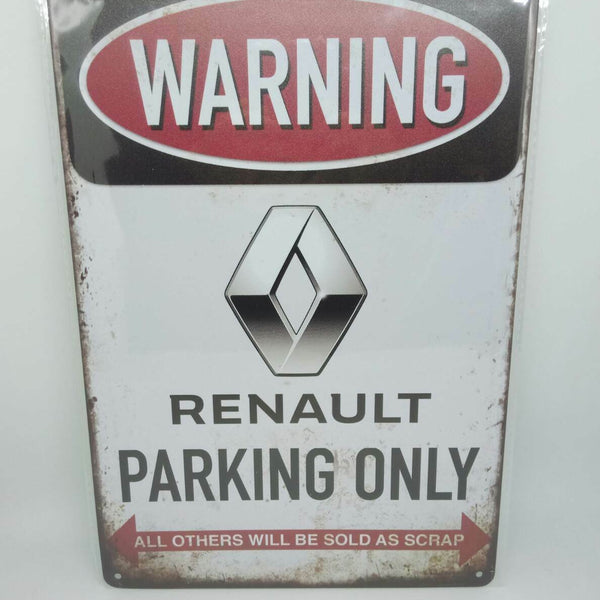 WARNING
RENAULT
PARKING ONLY
ALL OTHERS WILL BE SOLD AS SCRAP